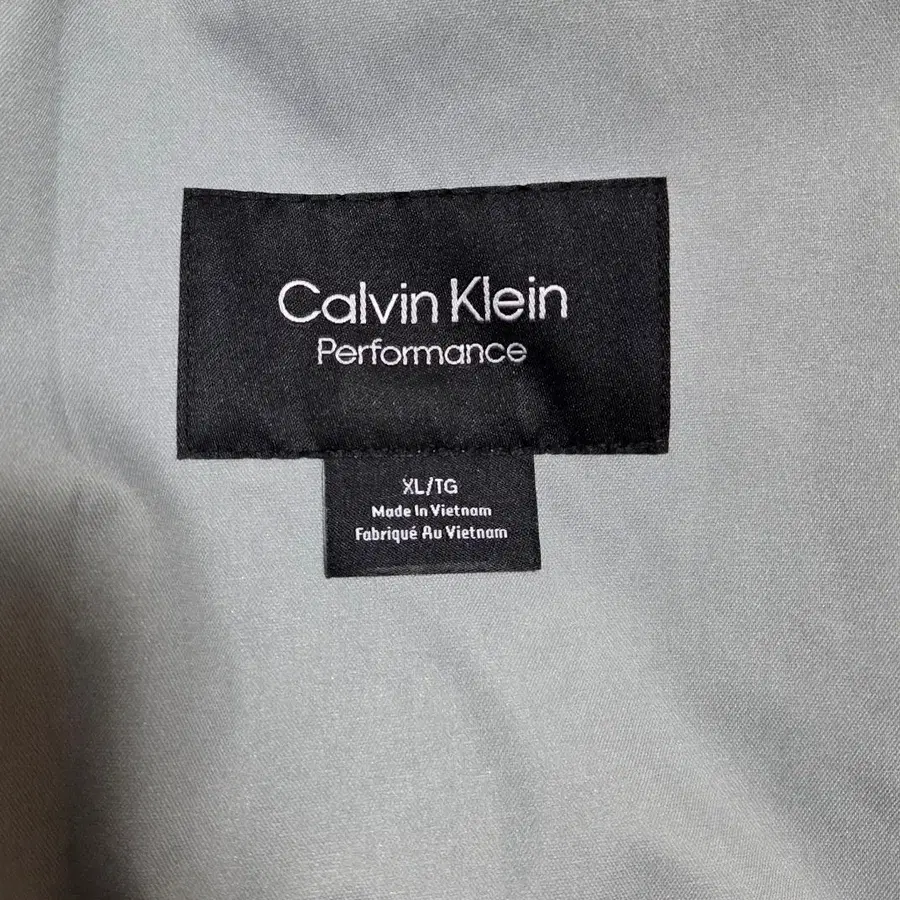 Calvin Klein
Performance
XL/TG
Made In Vietnam
Fabriqué Au Vietnam